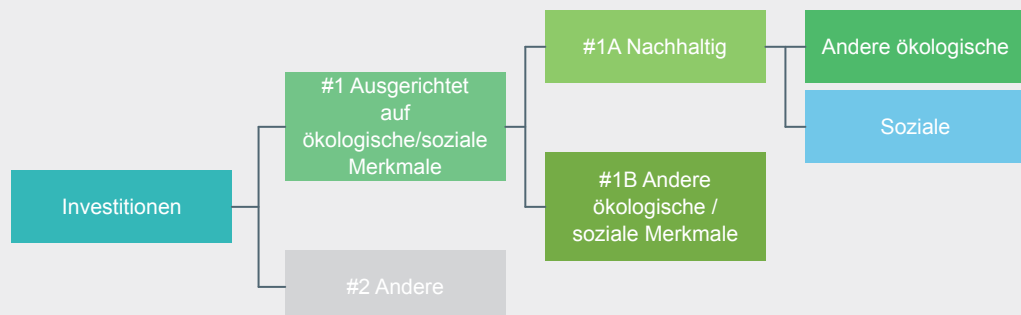 Investitionen
#1 Ausgerichtet
auf
ökologische/soziale
Merkmale
#2 Andere
#1A Nachhaltig
#1B Andere
ökologische /
soziale Merkmale
Andere ökologische
Soziale